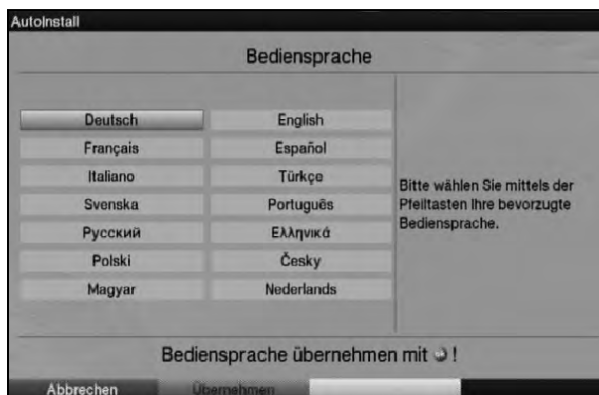 AutoInstall
Bediensprache
Deutsch English
Français Español
Italiano Türkçe
Svenska Português
Русский Ελληνικά
Polski Česky
Magyar Nederlands
Bitte wählen Sie mittels der
Pfeiltasten Ihre bevorzugte
Bediensprache.
Bediensprache übernehmen mit !
Abbrechen Übernehmen